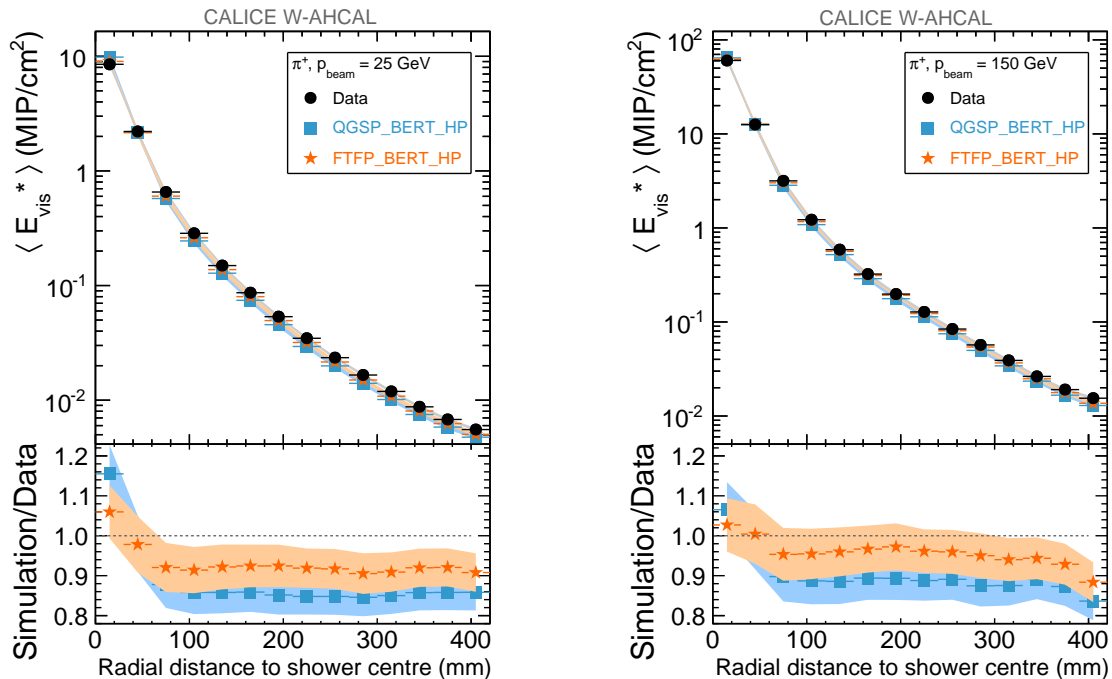 CALICE W-AHCAL
⟨ E_vis* ⟩ (MIP/cm²)
10
1
10⁻¹
10⁻²
π⁺, p_beam = 25 GeV
Data
QGSP_BERT_HP
FTFP_BERT_HP
Simulation/Data
1.2
1.1
1.0
0.9
0.8
0 100 200 300 400
Radial distance to shower centre (mm)
CALICE W-AHCAL
⟨ E_vis* ⟩ (MIP/cm²)
10²
10
1
10⁻¹
10⁻²
π⁺, p_beam = 150 GeV
Data
QGSP_BERT_HP
FTFP_BERT_HP
Simulation/Data
1.2
1.1
1.0
0.9
0.8
0 100 200 300 400
Radial distance to shower centre (mm)